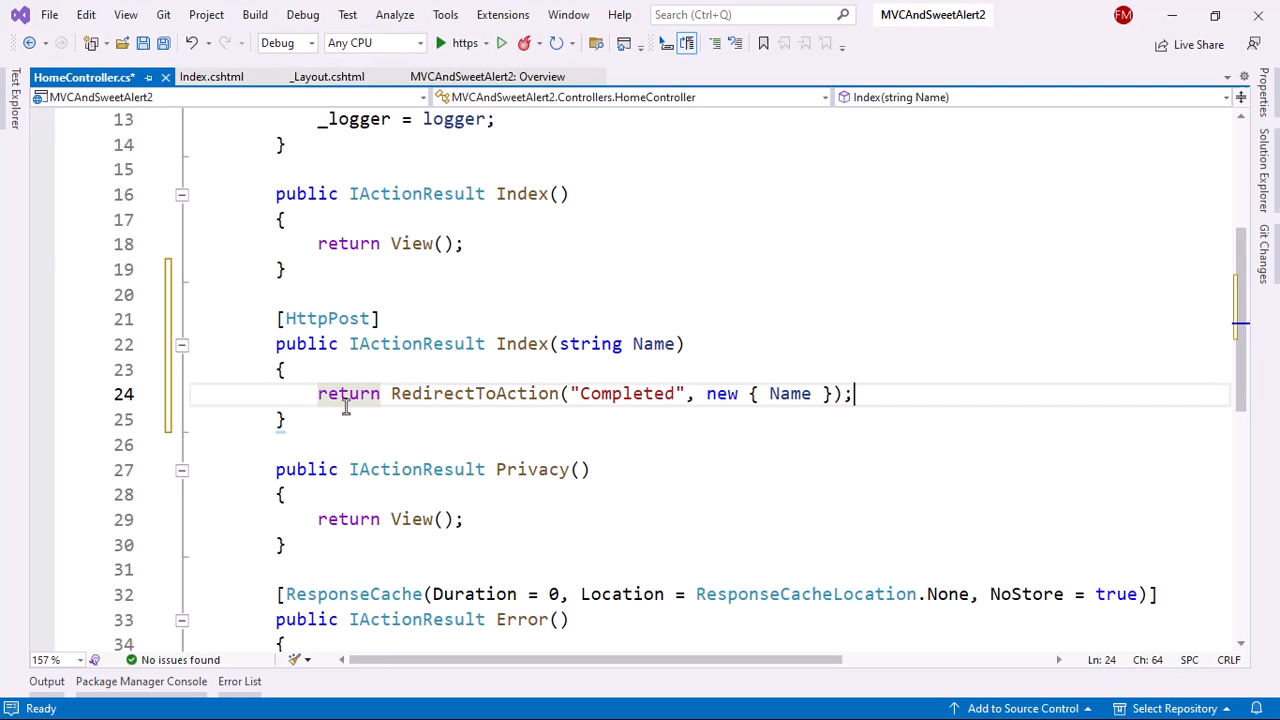 File Edit View Git Project Build Debug Test Analyze Tools Extensions Window Help Search (Ctrl+Q) MVCAndSweetAlert2 FM
Debug Any CPU https Live Share
HomeController.cs* Index.cshtml _Layout.cshtml MVCAndSweetAlert2: Overview
MVCAndSweetAlert2 MVCAndSweetAlert2.Controllers.HomeController Index(string Name)
Test Explorer
Properties
Solution Explorer
Git Changes
13 _logger = logger;
14 }
15
16 public IActionResult Index()
17 {
18 return View();
19 }
20
21 [HttpPost]
22 public IActionResult Index(string Name)
23 {
24 return RedirectToAction("Completed", new { Name });
25 }
26
27 public IActionResult Privacy()
28 {
29 return View();
30 }
31
32 [ResponseCache(Duration = 0, Location = ResponseCacheLocation.None, NoStore = true)]
33 public IActionResult Error()
34 {
157 % No issues found Ln: 24 Ch: 64 SPC CRLF
Output Package Manager Console Error List
Ready Add to Source Control Select Repository